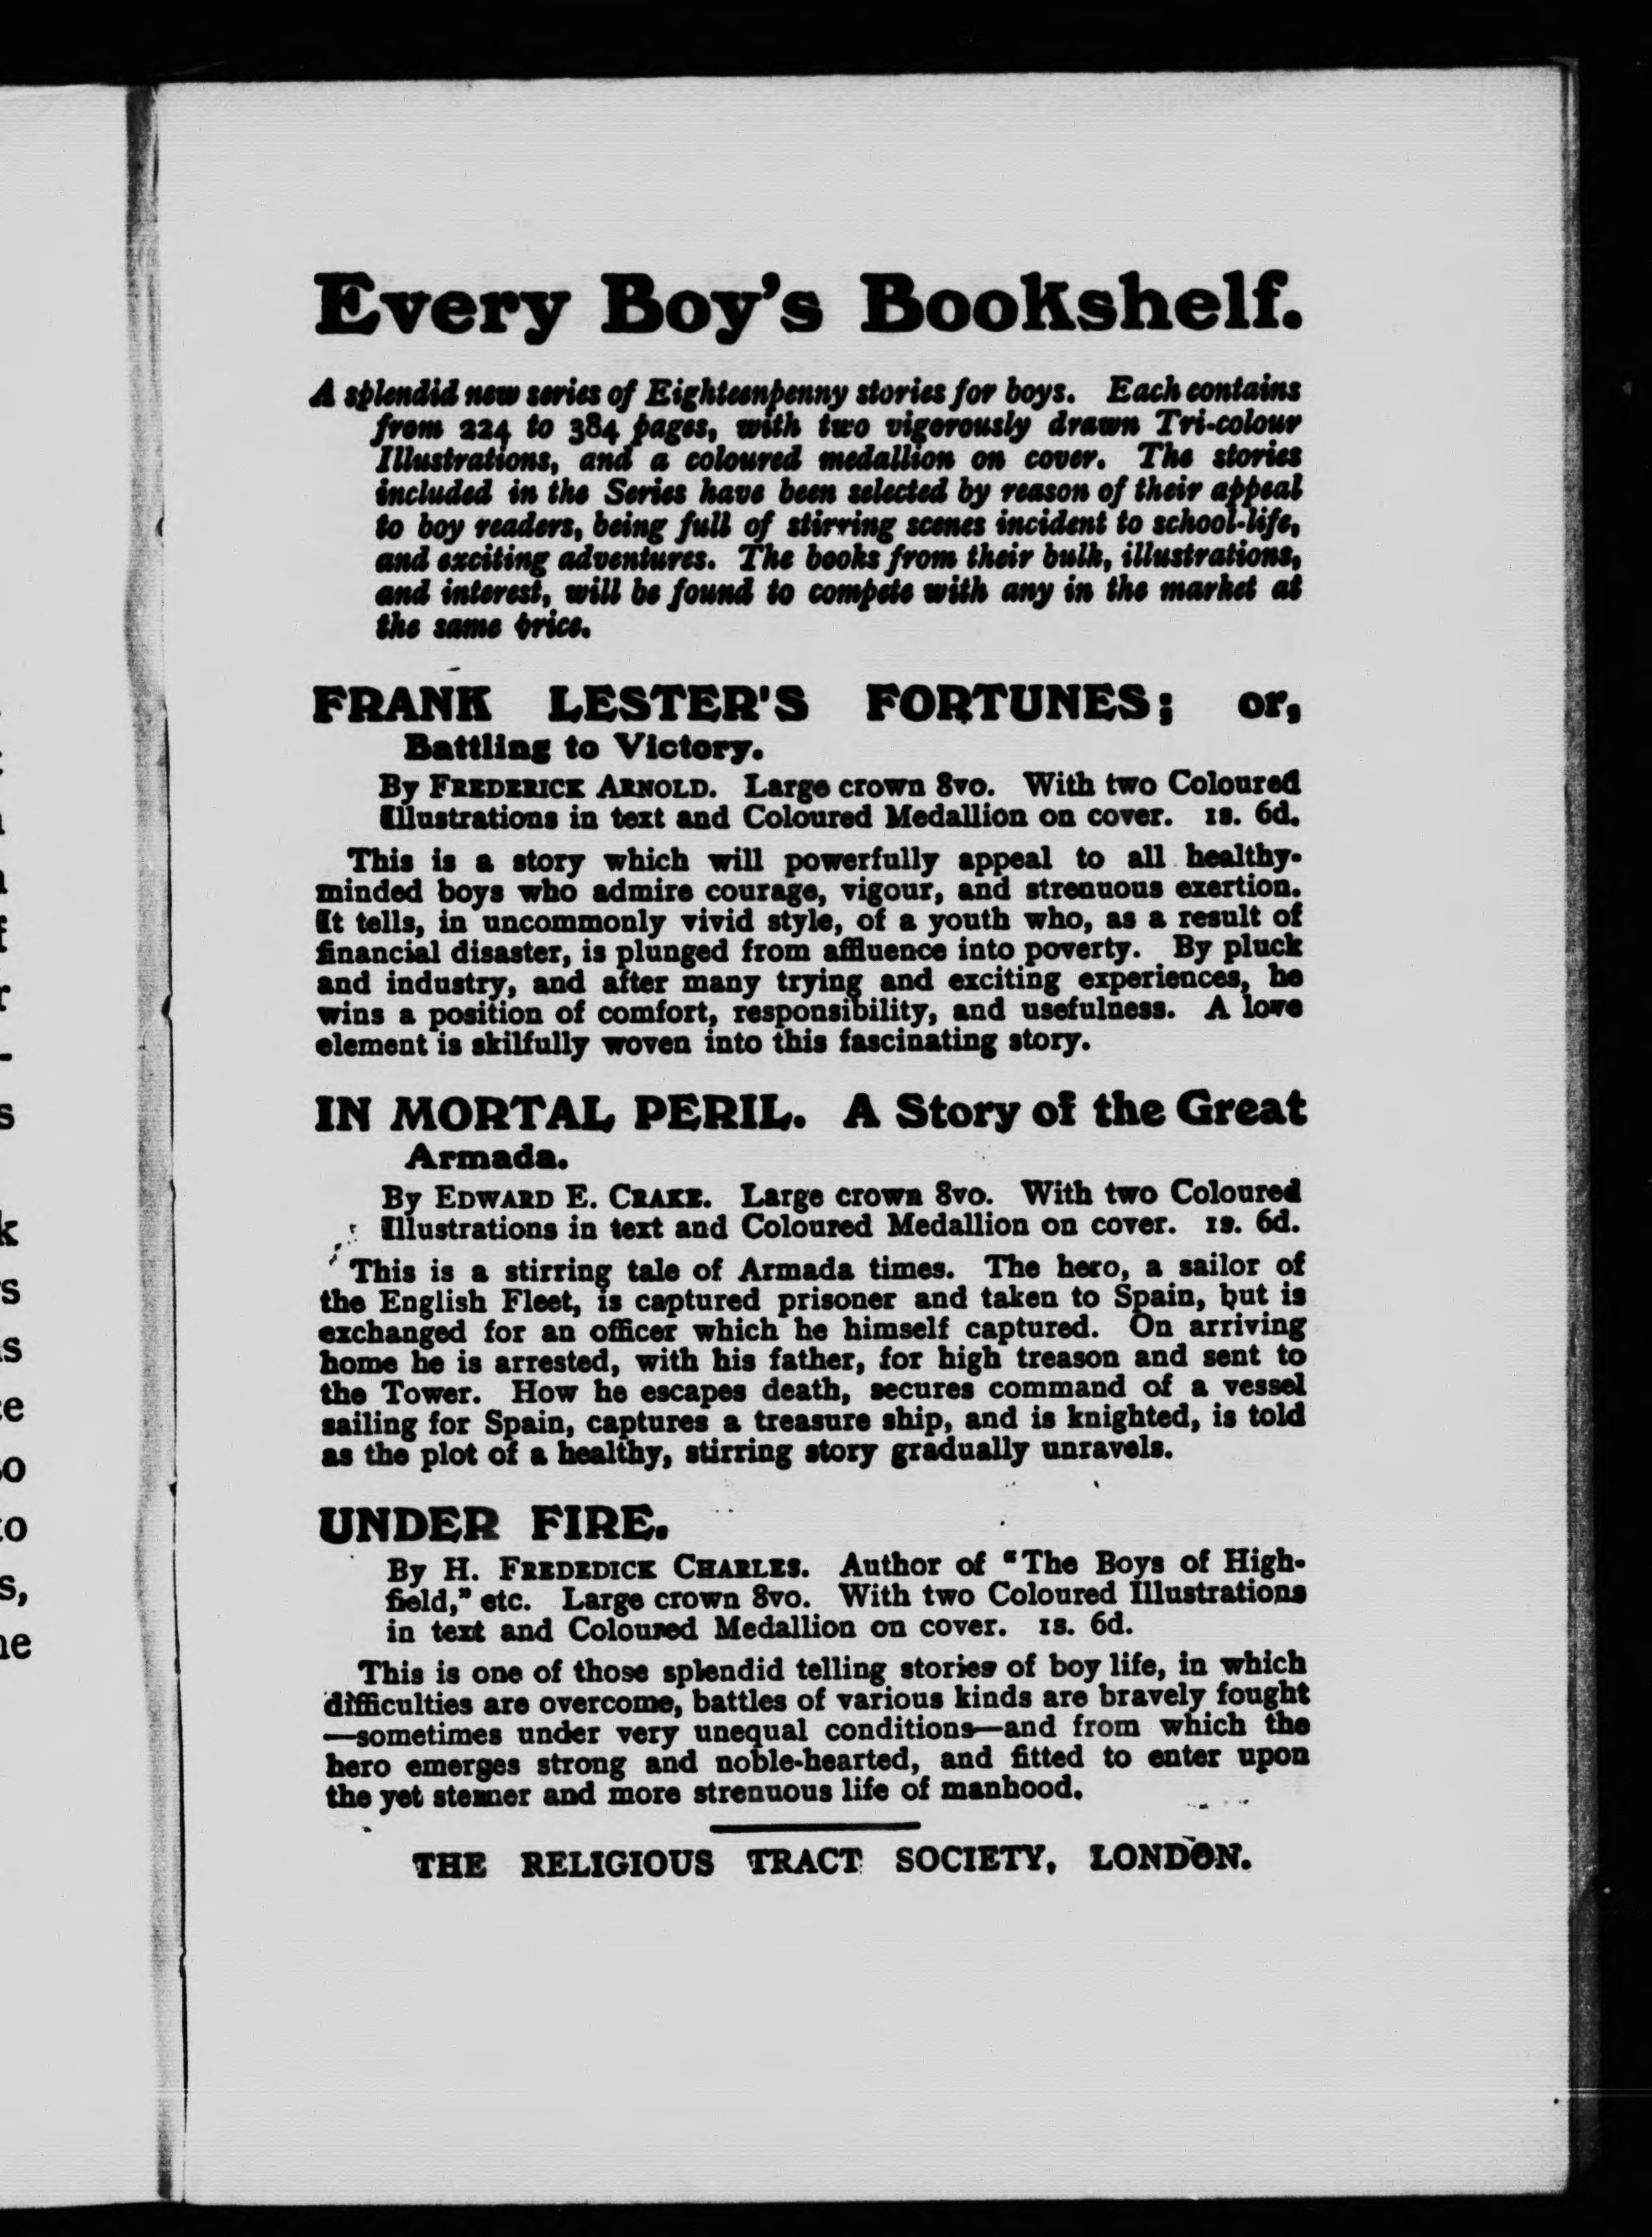 Every Boy's Bookshelf.
A splendid new series of Eighteenpenny stories for boys. Each contains
from 224 to 384 pages, with two vigorously drawn Tri-colour
Illustrations, and a coloured medallion on cover. The stories
included in the Series have been selected by reason of their appeal
to boy readers, being full of stirring scenes incident to school-life,
and exciting adventures. The books from their bulk, illustrations,
and interest, will be found to compete with any in the market at
the same price.
FRANK LESTER'S FORTUNES; or,
Battling to Victory.
By FREDERICK ARNOLD. Large crown 8vo. With two Coloured
Illustrations in text and Coloured Medallion on cover. 1s. 6d.
This is a story which will powerfully appeal to all healthy-
minded boys who admire courage, vigour, and strenuous exertion.
It tells, in uncommonly vivid style, of a youth who, as a result of
financial disaster, is plunged from affluence into poverty. By pluck
and industry, and after many trying and exciting experiences, he
wins a position of comfort, responsibility, and usefulness. A love
element is skilfully woven into this fascinating story.
IN MORTAL PERIL. A Story of the Great
Armada.
By EDWARD E. CRAKE. Large crown 8vo. With two Coloured
Illustrations in text and Coloured Medallion on cover. 1s. 6d.
This is a stirring tale of Armada times. The hero, a sailor of
the English Fleet, is captured prisoner and taken to Spain, but is
exchanged for an officer which he himself captured. On arriving
home he is arrested, with his father, for high treason and sent to
the Tower. How he escapes death, secures command of a vessel
sailing for Spain, captures a treasure ship, and is knighted, is told
as the plot of a healthy, stirring story gradually unravels.
UNDER FIRE.
By H. FREDEDICK CHARLES. Author of "The Boys of High-
field," etc. Large crown 8vo. With two Coloured Illustrations
in text and Coloured Medallion on cover. 1s. 6d.
This is one of those splendid telling stories of boy life, in which
difficulties are overcome, battles of various kinds are bravely fought
—sometimes under very unequal conditions—and from which the
hero emerges strong and noble-hearted, and fitted to enter upon
the yet sterner and more strenuous life of manhood.
THE RELIGIOUS TRACT SOCIETY, LONDON.